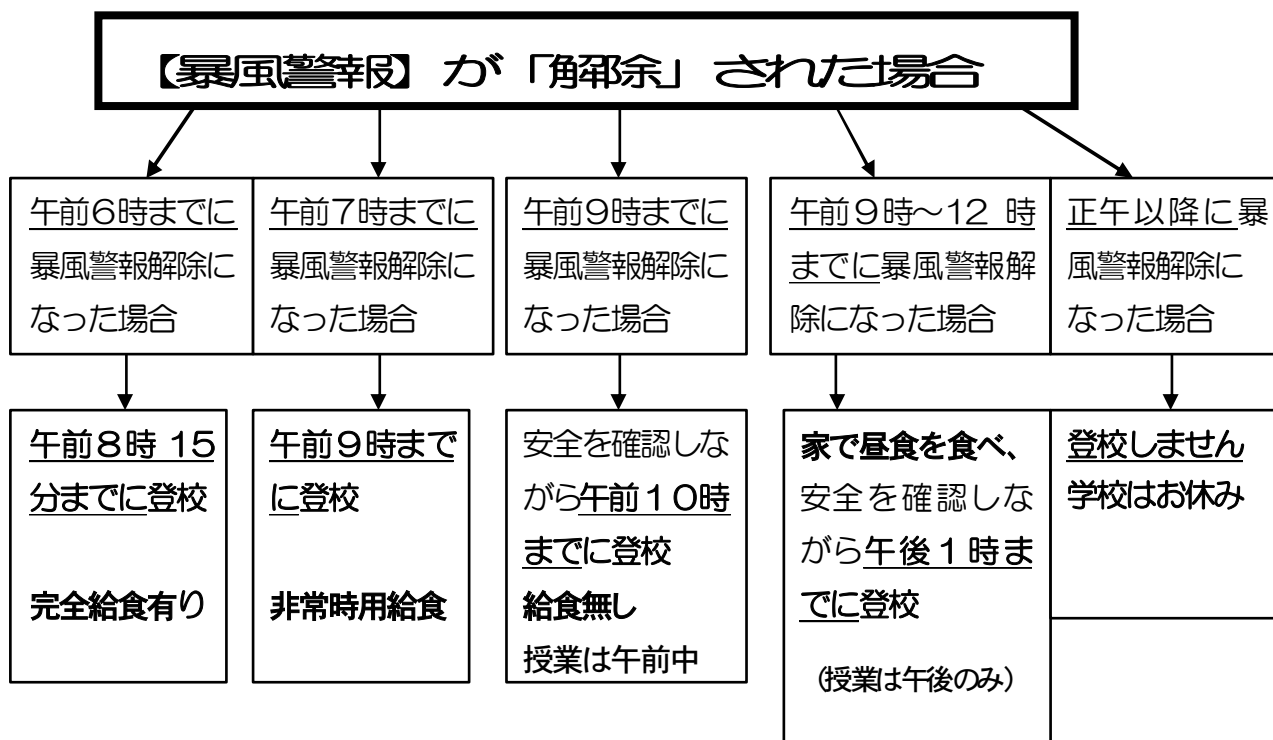 【暴風警報】が「解除」された場合
午前６時までに
暴風警報解除に
なった場合
午前７時までに
暴風警報解除に
なった場合
午前９時までに
暴風警報解除に
なった場合
午前９時～12 時
までに暴風警報解
除になった場合
正午以降に暴
風警報解除に
なった場合
午前８時 15
分までに登校
完全給食有り
午前９時まで
に登校
非常時用給食
安全を確認しな
がら午前１０時
までに登校
給食無し
授業は午前中
家で昼食を食べ、
安全を確認しな
がら午後１時ま
でに登校
（授業は午後のみ）
登校しません
学校はお休み